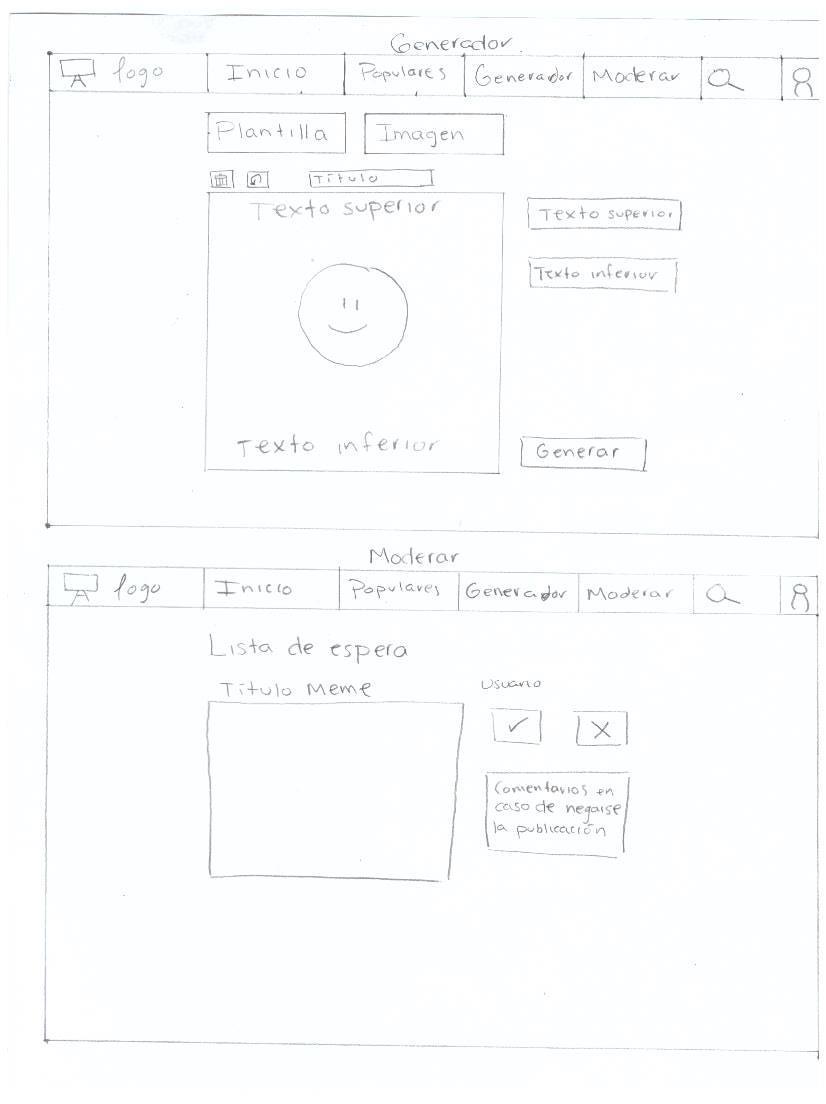 Generador
logo Inicio Populares Generador Moderar
Plantilla Imagen
Titulo
Texto superior
Texto superior
Texto inferior
Texto inferior
Generar
Moderar
logo Inicio Populares Generador Moderar
Lista de espera
Titulo Meme
Usuario
Comentarios en
caso de negarse
la publicación